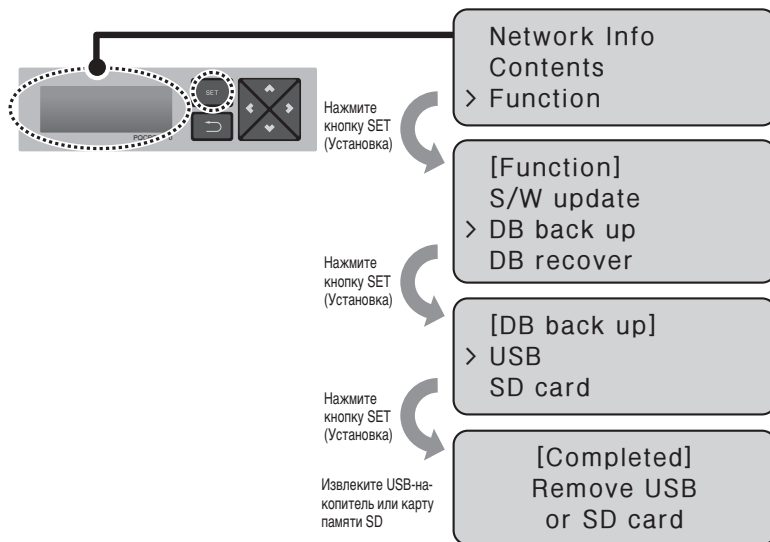 Network Info
Contents
> Function
SET
Нажмите
кнопку SET
(Установка)
[Function]
S/W update
> DB back up
DB recover
Нажмите
кнопку SET
(Установка)
[DB back up]
> USB
SD card
Нажмите
кнопку SET
(Установка)
[Completed]
Remove USB
or SD card
Извлеките USB-на-
копитель или карту
памяти SD